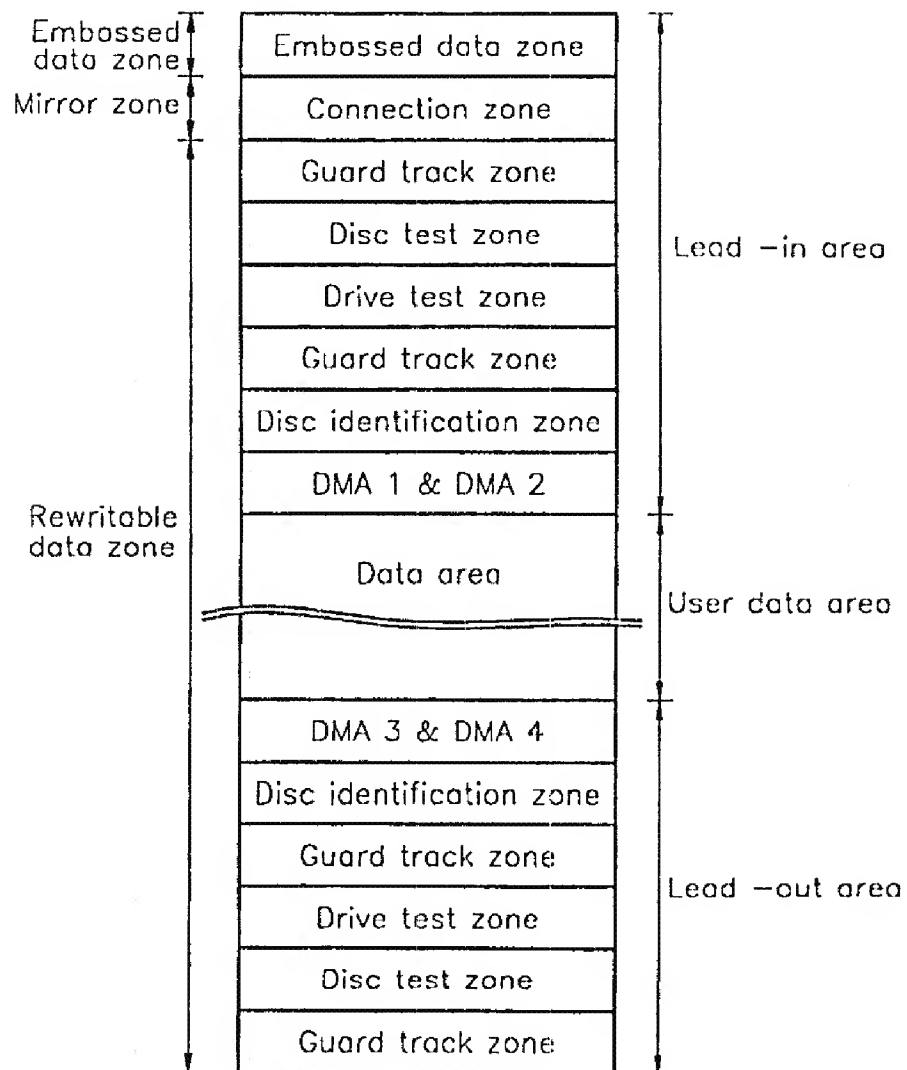 Embossed
data zone
Mirror zone
Rewritable
data zone
Embossed data zone
Connection zone
Guard track zone
Disc test zone
Drive test zone
Guard track zone
Disc identification zone
DMA 1 & DMA 2
Data area
DMA 3 & DMA 4
Disc identification zone
Guard track zone
Drive test zone
Disc test zone
Guard track zone
Lead -in area
User data area
Lead -out area